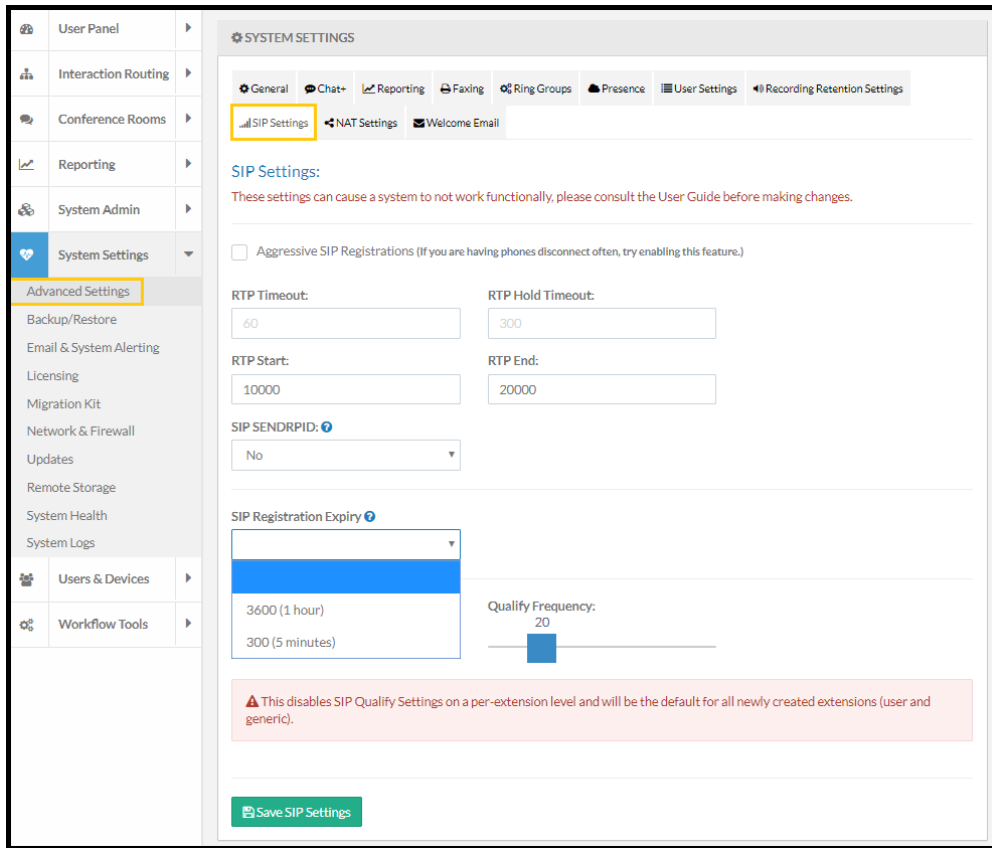 User Panel
Interaction Routing
Conference Rooms
Reporting
System Admin
System Settings
Advanced Settings
Backup/Restore
Email & System Alerting
Licensing
Migration Kit
Network & Firewall
Updates
Remote Storage
System Health
System Logs
Users & Devices
Workflow Tools
SYSTEM SETTINGS
General Chat+ Reporting Faxing Ring Groups Presence User Settings Recording Retention Settings
SIP Settings NAT Settings Welcome Email
SIP Settings:
These settings can cause a system to not work functionally, please consult the User Guide before making changes.
Aggressive SIP Registrations (If you are having phones disconnect often, try enabling this feature.)
RTP Timeout: RTP Hold Timeout:
60 300
RTP Start: RTP End:
10000 20000
SIP SENDRPID: ?
No
SIP Registration Expiry ?
3600 (1 hour)
300 (5 minutes)
Qualify Frequency:
20
This disables SIP Qualify Settings on a per-extension level and will be the default for all newly created extensions (user and
generic).
Save SIP Settings